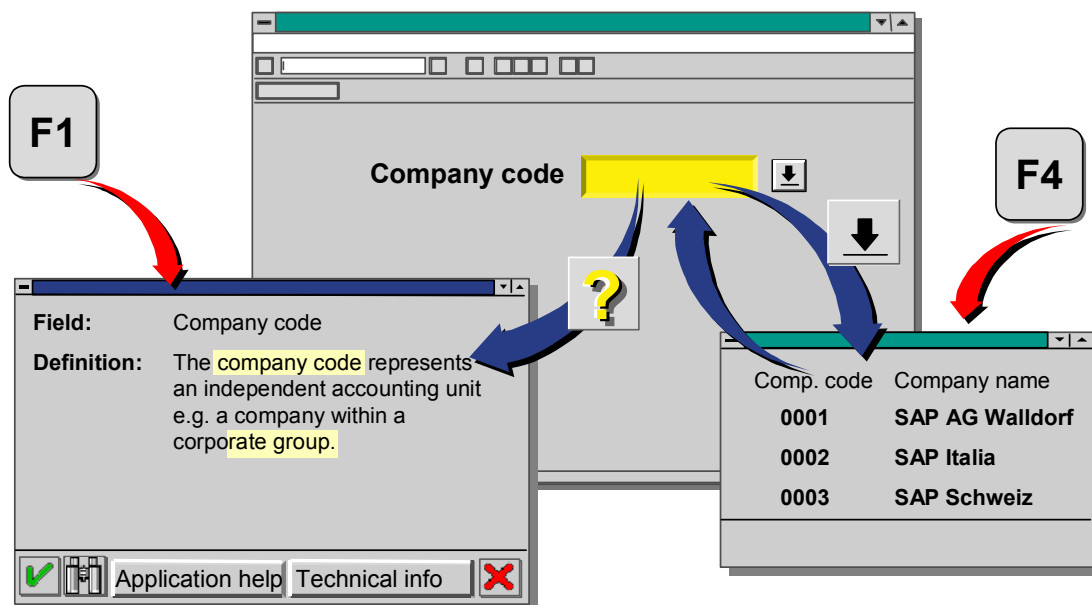 F1
Company code
F4
?
Field: Company code
Definition: The company code represents
an independent accounting unit
e.g. a company within a
corporate group.
Application help Technical info
Comp. code Company name
0001 SAP AG Walldorf
0002 SAP Italia
0003 SAP Schweiz